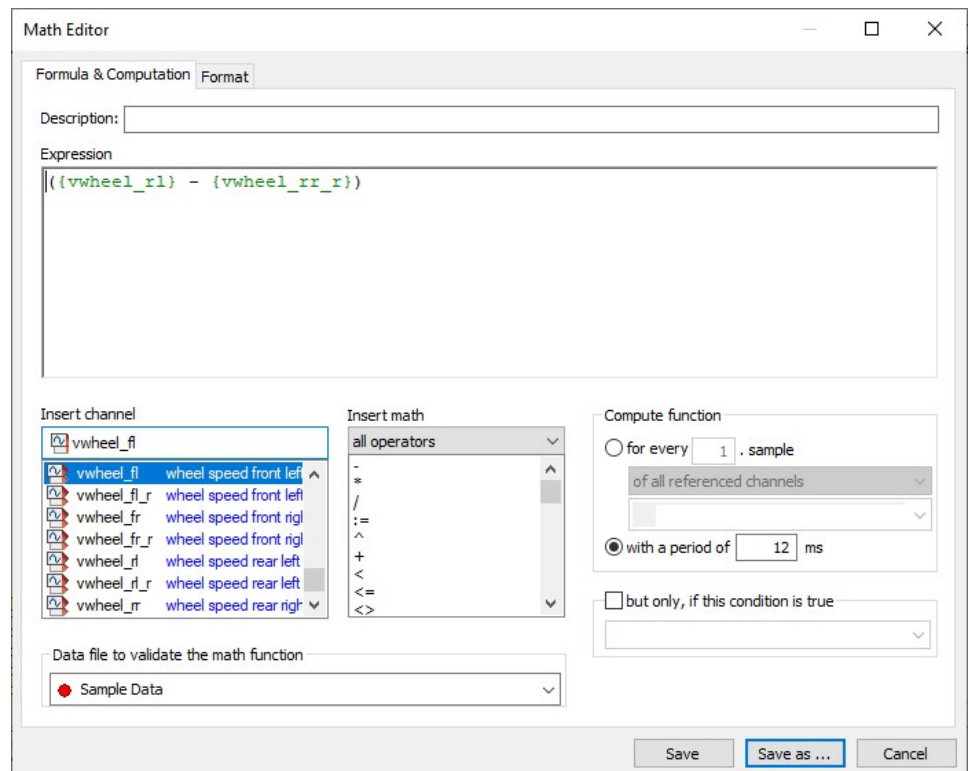 Math Editor
Formula & Computation Format
Description:
Expression
({vwheel_rl} - {vwheel_rr_r})
Insert channel
vwheel_fl
vwheel_fl wheel speed front left
vwheel_fl_r wheel speed front left
vwheel_fr wheel speed front rigl
vwheel_fr_r wheel speed front rigl
vwheel_rl wheel speed rear left
vwheel_rl_r wheel speed rear left
vwheel_rr wheel speed rear righ
Insert math
all operators
-
*
/
:=
^
+
<
<=
<>
Compute function
for every 1 . sample
of all referenced channels
with a period of 12 ms
but only, if this condition is true
Data file to validate the math function
Sample Data
Save Save as ... Cancel